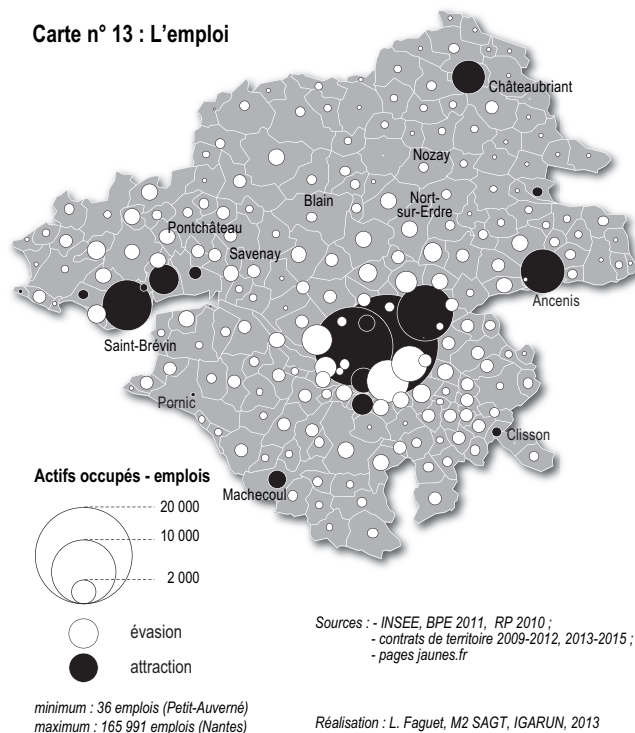 Carte n° 13 : L'emploi
Châteaubriant
Nozay
Blain
Nort-
sur-Erdre
Pontchâteau
Savenay
Ancenis
Saint-Brévin
Pornic
Clisson
Machecoul
Actifs occupés - emplois
20 000
10 000
2 000
évasion
attraction
minimum : 36 emplois (Petit-Auverné)
maximum : 165 991 emplois (Nantes)
Sources : - INSEE, BPE 2011, RP 2010 ;
- contrats de territoire 2009-2012, 2013-2015 ;
- pages jaunes.fr
Réalisation : L. Faguet, M2 SAGT, IGARUN, 2013